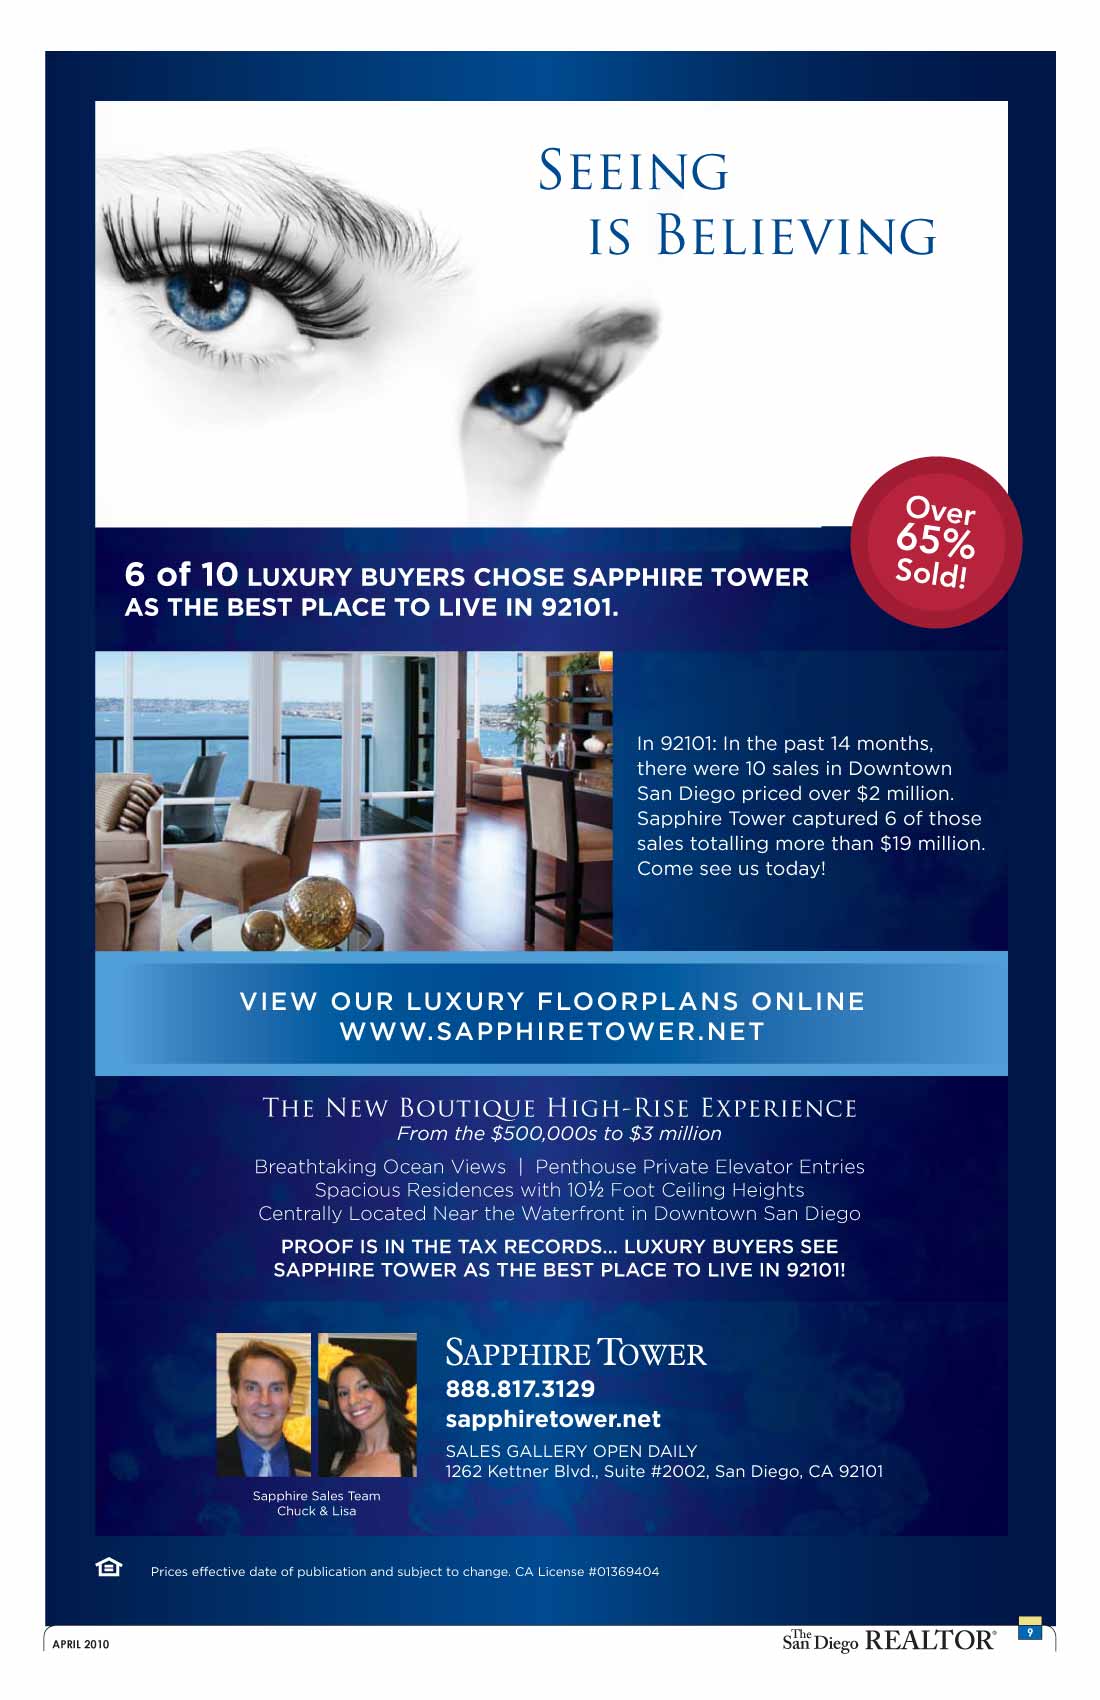 SEEING
IS BELIEVING
Over
65%
Sold!
6 of 10 LUXURY BUYERS CHOSE SAPPHIRE TOWER
AS THE BEST PLACE TO LIVE IN 92101.
In 92101: In the past 14 months,
there were 10 sales in Downtown
San Diego priced over $2 million.
Sapphire Tower captured 6 of those
sales totalling more than $19 million.
Come see us today!
VIEW OUR LUXURY FLOORPLANS ONLINE
WWW.SAPPHIRETOWER.NET
THE NEW BOUTIQUE HIGH-RISE EXPERIENCE
From the $500,000s to $3 million
Breathtaking Ocean Views | Penthouse Private Elevator Entries
Spacious Residences with 10½ Foot Ceiling Heights
Centrally Located Near the Waterfront in Downtown San Diego
PROOF IS IN THE TAX RECORDS... LUXURY BUYERS SEE
SAPPHIRE TOWER AS THE BEST PLACE TO LIVE IN 92101!
SAPPHIRE TOWER
888.817.3129
sapphiretower.net
SALES GALLERY OPEN DAILY
1262 Kettner Blvd., Suite #2002, San Diego, CA 92101
Sapphire Sales Team
Chuck & Lisa
Prices effective date of publication and subject to change. CA License #01369404
APRIL 2010
The San Diego REALTOR®
9